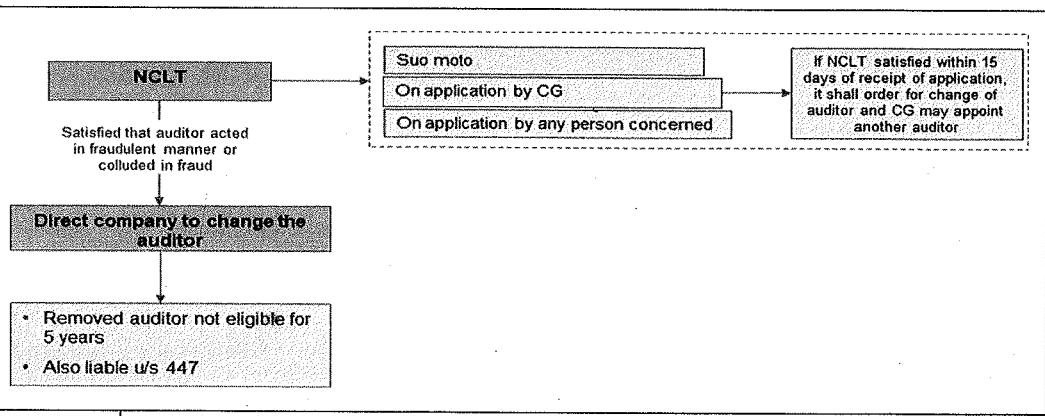 NCLT
Satisfied that auditor acted
in fraudulent manner or
colluded in fraud
Direct company to change the
auditor
• Removed auditor not eligible for
5 years
• Also liable u/s 447
Suo moto
On application by CG
On application by any person concerned
If NCLT satisfied within 15
days of receipt of application,
it shall order for change of
auditor and CG may appoint
another auditor